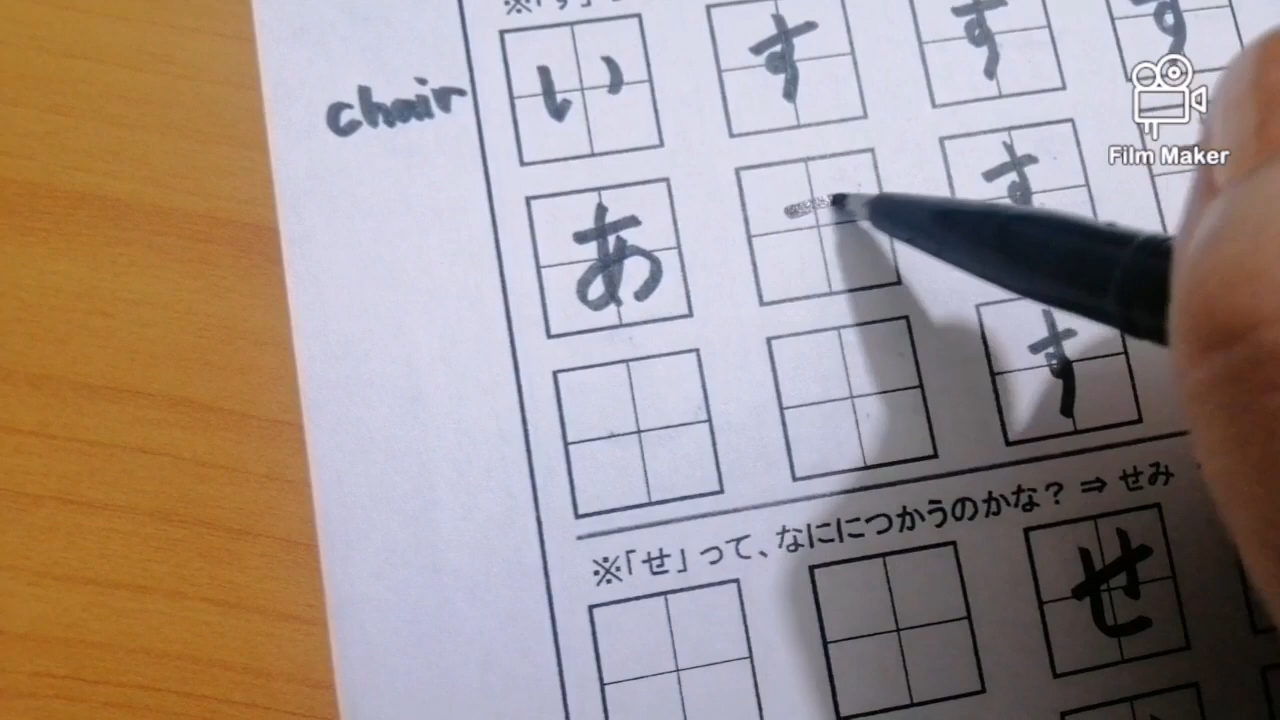 chair い す す す
あ す
す
※「せ」って、なににつかうのかな？ ⇒ せみ
せ
Film Maker